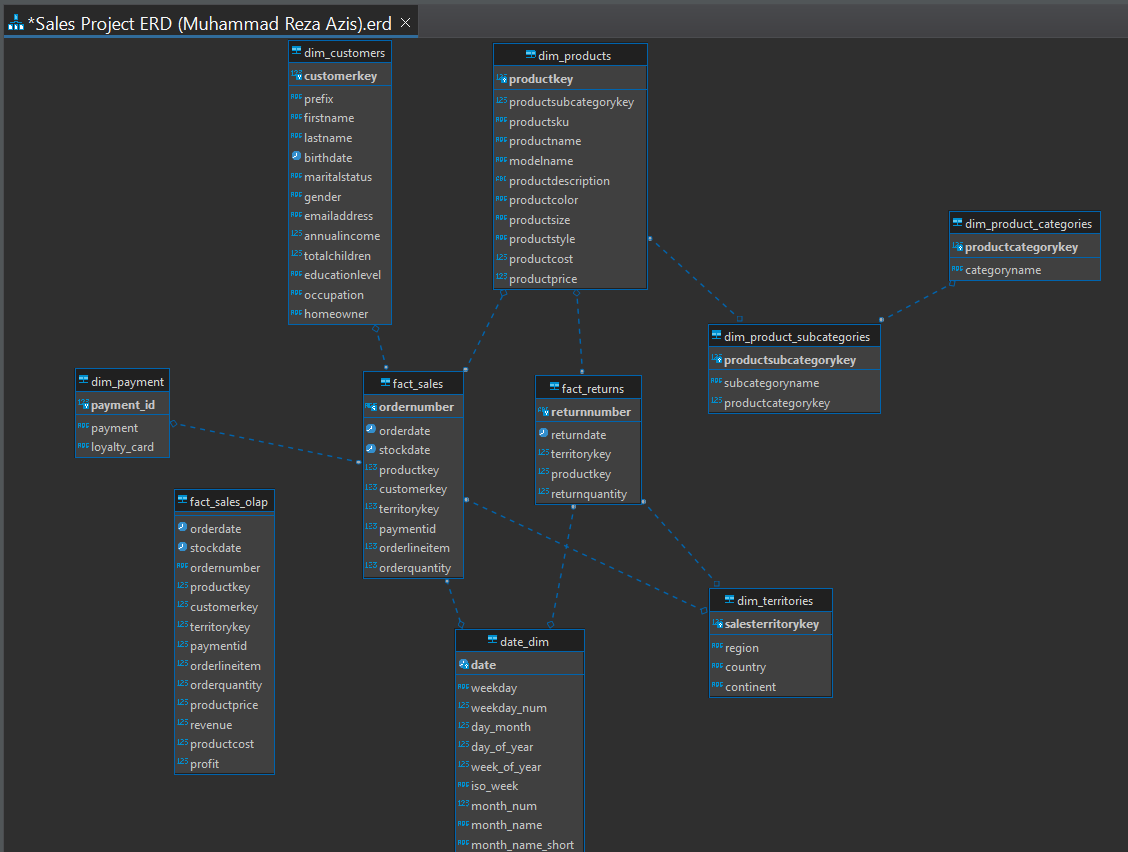 *Sales Project ERD (Muhammad Reza Azis).erd
dim_customers
customerkey
prefix
firstname
lastname
birthdate
maritalstatus
gender
emailaddress
annualincome
totalchildren
educationlevel
occupation
homeowner
dim_products
productkey
productsubcategorykey
productsku
productname
modelname
productdescription
productcolor
productsize
productstyle
productcost
productprice
dim_product_categories
productcategorykey
categoryname
dim_product_subcategories
productsubcategorykey
subcategoryname
productcategorykey
dim_payment
payment_id
payment
loyalty_card
fact_sales
ordernumber
orderdate
stockdate
productkey
customerkey
territorykey
paymentid
orderlineitem
orderquantity
fact_returns
returnnumber
returndate
territorykey
productkey
returnquantity
fact_sales_olap
orderdate
stockdate
ordernumber
productkey
customerkey
territorykey
paymentid
orderlineitem
orderquantity
productprice
revenue
productcost
profit
date_dim
date
weekday
weekday_num
day_month
day_of_year
week_of_year
iso_week
month_num
month_name
month_name_short
dim_territories
salesterritorykey
region
country
continent